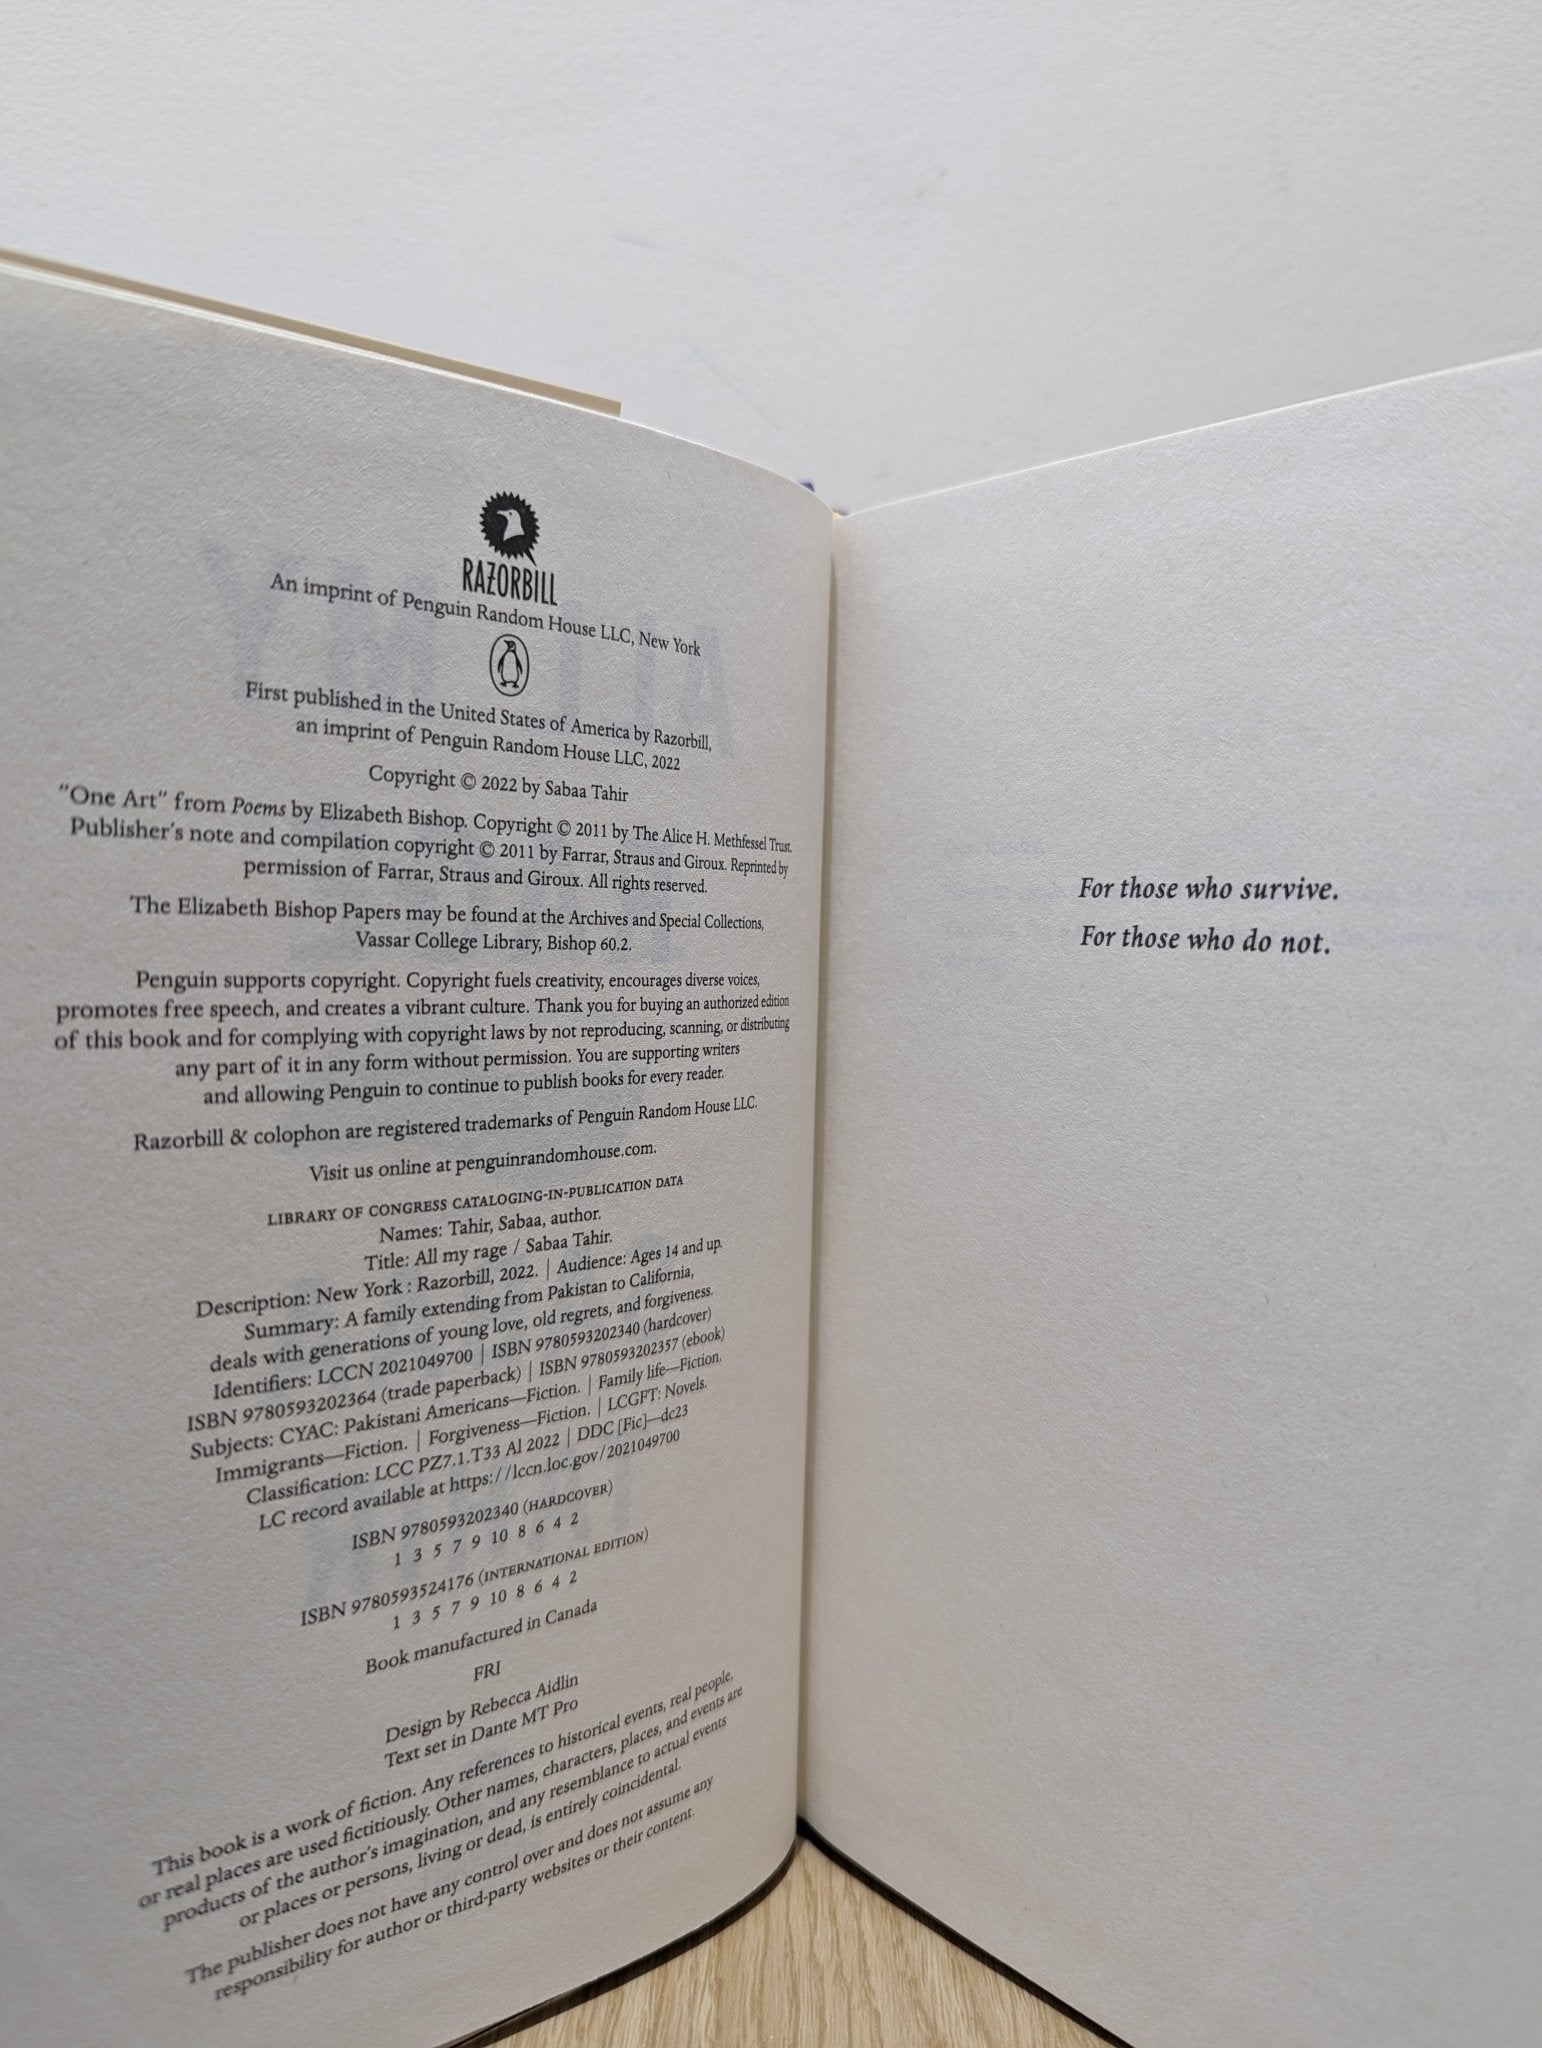 RAZORBILL
An imprint of Penguin Random House LLC, New York
First published in the United States of America by Razorbill,
an imprint of Penguin Random House LLC, 2022
Copyright © 2022 by Sabaa Tahir
“One Art” from Poems by Elizabeth Bishop. Copyright © 2011 by The Alice H. Methfessel Trust.
Publisher’s note and compilation copyright © 2011 by Farrar, Straus and Giroux. Reprinted by
permission of Farrar, Straus and Giroux. All rights reserved.
The Elizabeth Bishop Papers may be found at the Archives and Special Collections,
Vassar College Library, Bishop 60.2.
Penguin supports copyright. Copyright fuels creativity, encourages diverse voices,
promotes free speech, and creates a vibrant culture. Thank you for buying an authorized edition
of this book and for complying with copyright laws by not reproducing, scanning, or distributing
any part of it in any form without permission. You are supporting writers
and allowing Penguin to continue to publish books for every reader.
Razorbill & colophon are registered trademarks of Penguin Random House LLC.
Visit us online at penguinrandomhouse.com.
LIBRARY OF CONGRESS CATALOGING-IN-PUBLICATION DATA
Names: Tahir, Sabaa, author.
Title: All my rage / Sabaa Tahir.
Description: New York : Razorbill, 2022. | Audience: Ages 14 and up.
Summary: A family extending from Pakistan to California,
deals with generations of young love, old regrets, and forgiveness.
Identifiers: LCCN 2021049700 | ISBN 9780593202340 (hardcover)
ISBN 9780593202364 (trade paperback) | ISBN 9780593202357 (ebook)
Subjects: CYAC: Pakistani Americans—Fiction. | Family life—Fiction.
Immigrants—Fiction. | Forgiveness—Fiction. | LCGFT: Novels.
Classification: LCC PZ7.1.T33 Al 2022 | DDC [Fic]—dc23
LC record available at https://lccn.loc.gov/2021049700
ISBN 9780593202340 (HARDCOVER)
1 3 5 7 9 10 8 6 4 2
ISBN 9780593524176 (INTERNATIONAL EDITION)
1 3 5 7 9 10 8 6 4 2
Book manufactured in Canada
FRI
Design by Rebecca Aidlin
Text set in Dante MT Pro
This book is a work of fiction. Any references to historical events, real people,
or real places are used fictitiously. Other names, characters, places, and events are
products of the author’s imagination, and any resemblance to actual events
or places or persons, living or dead, is entirely coincidental.
The publisher does not have any control over and does not assume any
responsibility for author or third-party websites or their content.
For those who survive.
For those who do not.